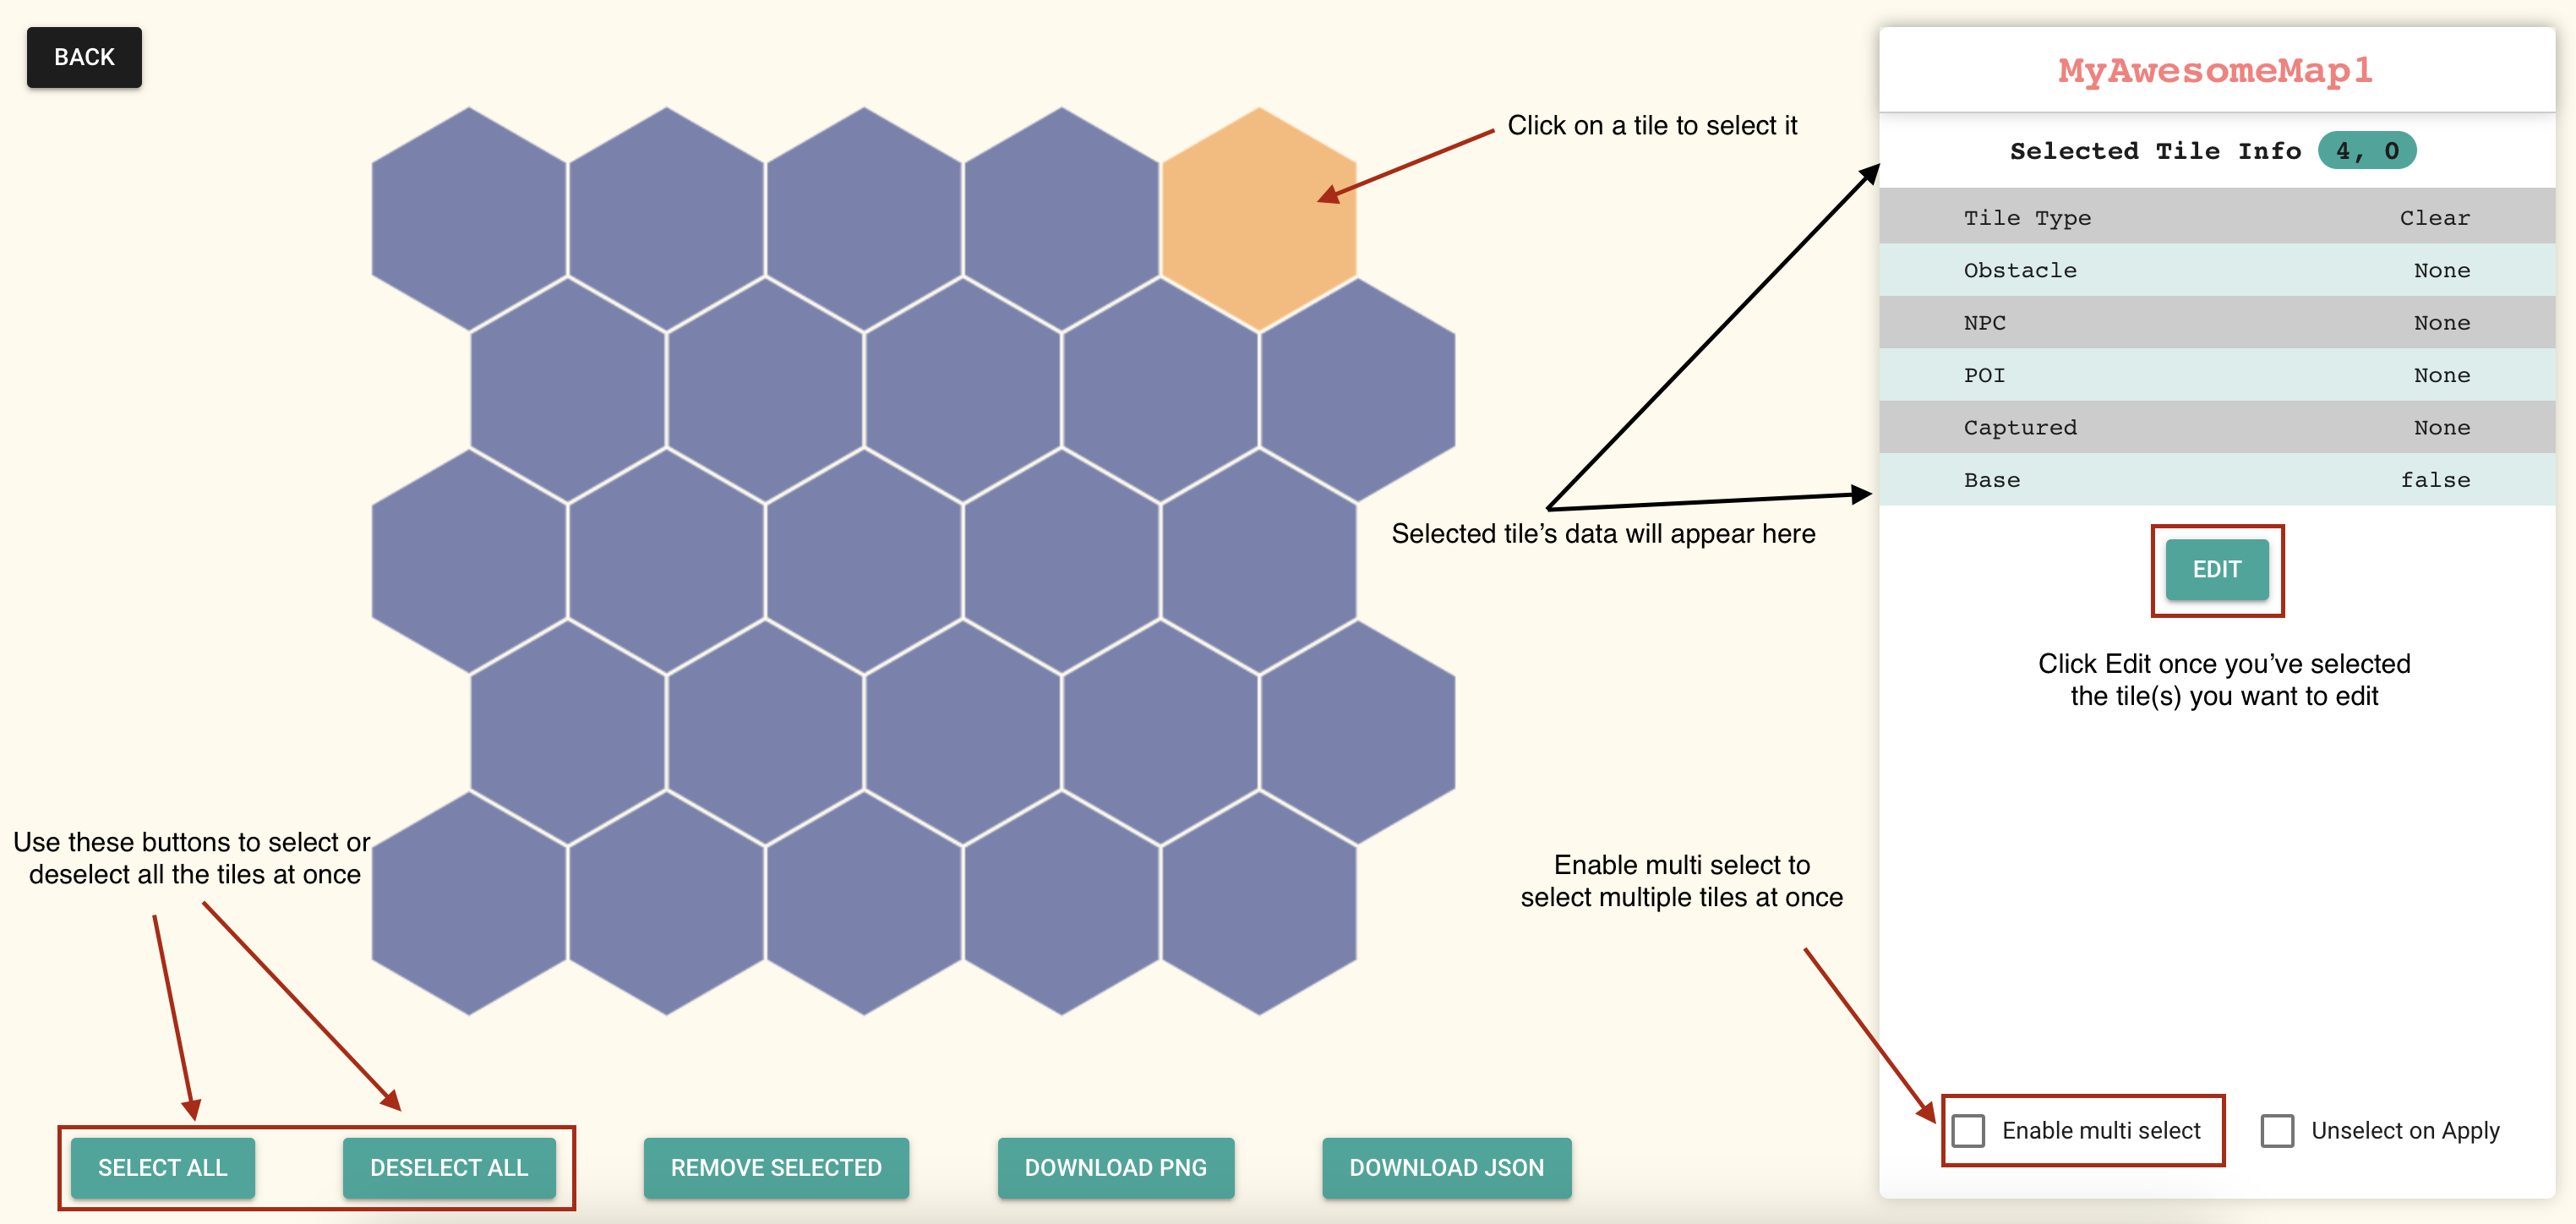 BACK
MyAwesomeMap1
Click on a tile to select it
Selected Tile Info 4, 0
Tile Type Clear
Obstacle None
NPC None
POI None
Captured None
Base false
Selected tile’s data will appear here
EDIT
Click Edit once you’ve selected
the tile(s) you want to edit
Use these buttons to select or
deselect all the tiles at once
Enable multi select to
select multiple tiles at once
Enable multi select
Unselect on Apply
SELECT ALL
DESELECT ALL
REMOVE SELECTED
DOWNLOAD PNG
DOWNLOAD JSON